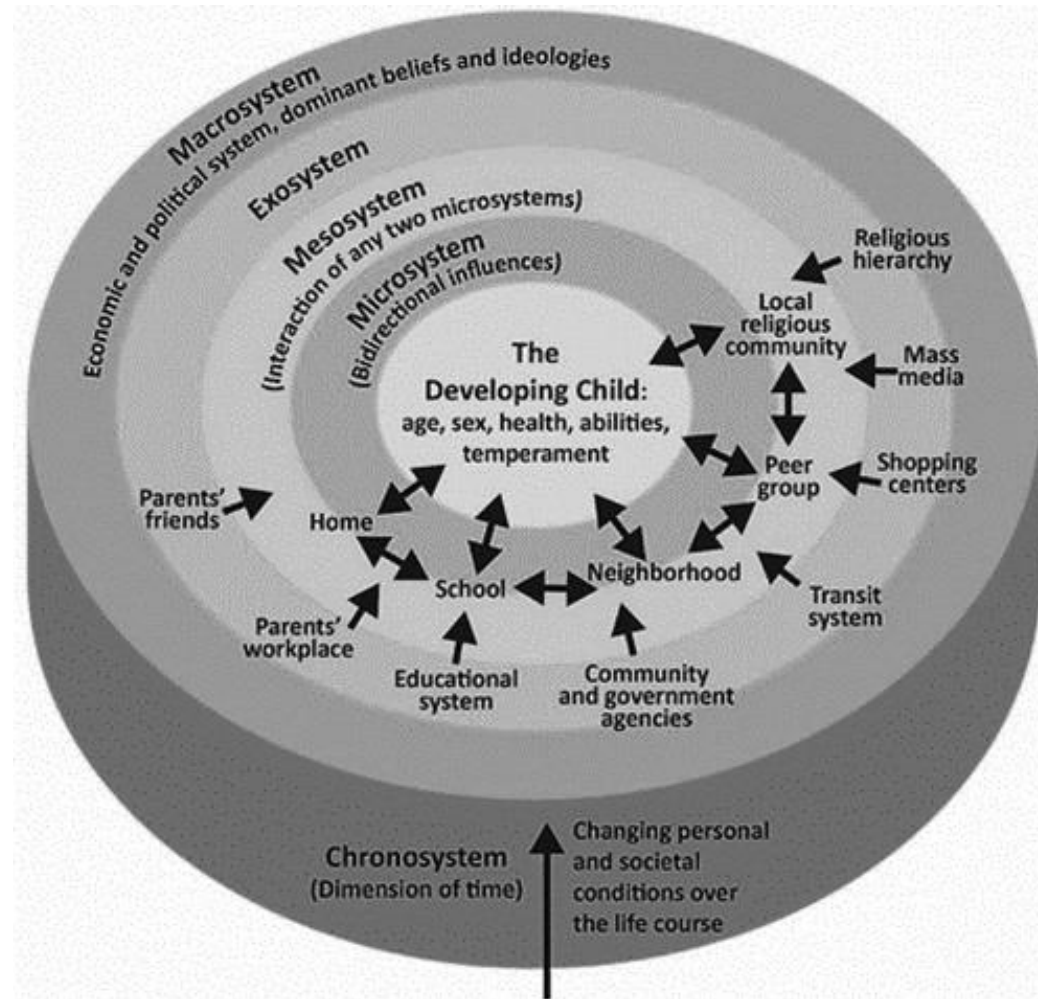 Macrosystem
Economic and political system, dominant beliefs and ideologies
Exosystem
Mesosystem
(Interaction of any two microsystems)
Microsystem
(Bidirectional influences)
The
Developing Child:
age, sex, health, abilities,
temperament
Religious
hierarchy
Local
religious
community
Mass
media
Peer
group
Shopping
centers
Parents'
friends
Home
School
Neighborhood
Transit
system
Parents'
workplace
Educational
system
Community
and government
agencies
Chronosystem
(Dimension of time)
Changing personal
and societal
conditions over
the life course